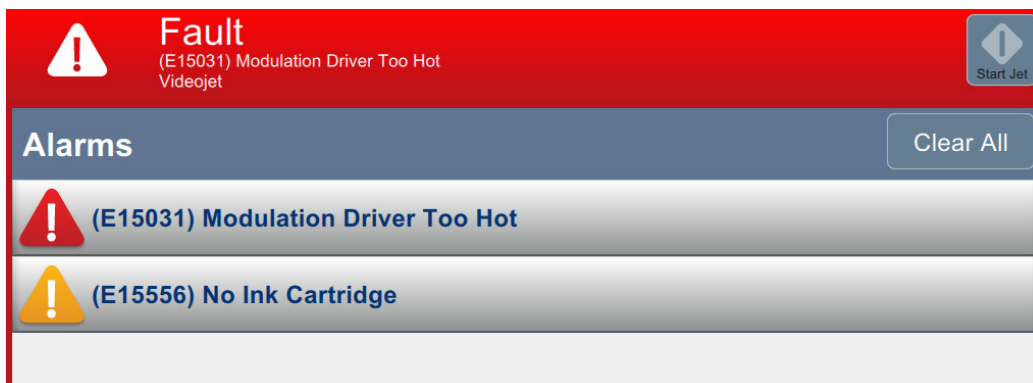 Fault
(E15031) Modulation Driver Too Hot
Videojet
Start Jet
Alarms
Clear All
(E15031) Modulation Driver Too Hot
(E15556) No Ink Cartridge